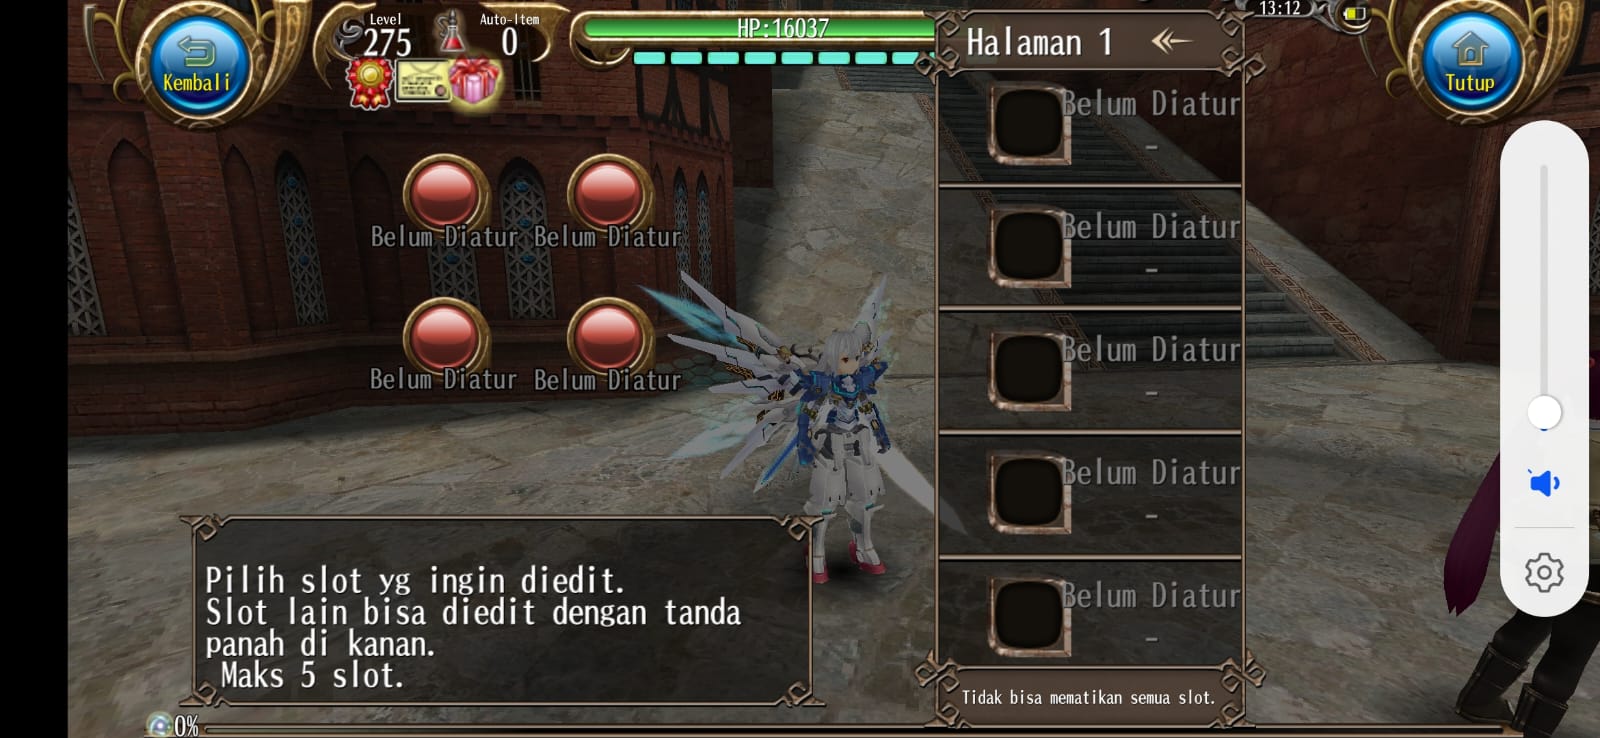 Kembali
Level
275
Auto-Item
0
HP:16037
Halaman 1
13:12
Tutup
Belum Diatur
-
Belum Diatur
-
Belum Diatur
-
Belum Diatur
-
Belum Diatur
-
Belum Diatur Belum Diatur
Belum Diatur Belum Diatur
Pilih slot yg ingin diedit.
Slot lain bisa diedit dengan tanda
panah di kanan.
Maks 5 slot.
Tidak bisa mematikan semua slot.
0%